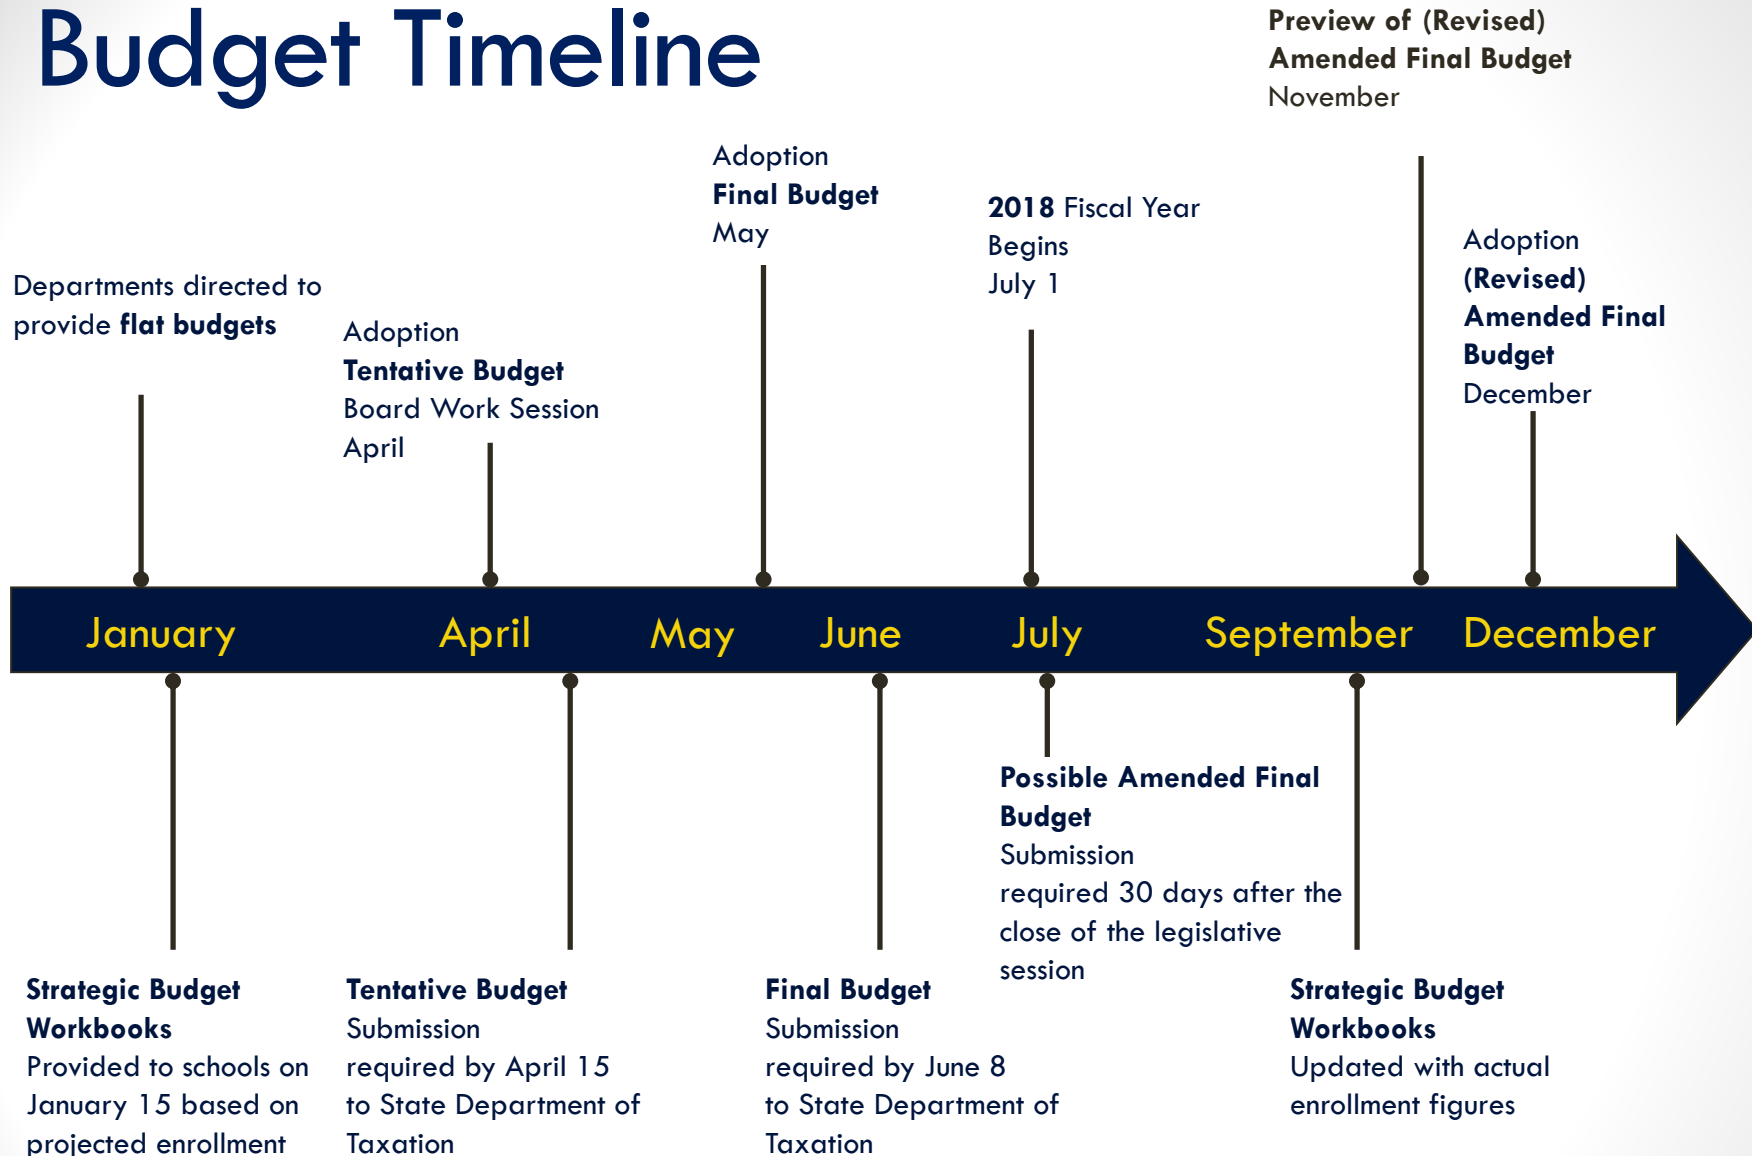 Budget Timeline
Preview of (Revised)
Amended Final Budget
November
Adoption
Final Budget
May
2018 Fiscal Year
Begins
July 1
Adoption
(Revised)
Amended Final
Budget
December
Departments directed to
provide flat budgets
Adoption
Tentative Budget
Board Work Session
April
January
April
May
June
July
September
December
Possible Amended Final
Budget
Submission
required 30 days after the
close of the legislative
session
Strategic Budget
Workbooks
Provided to schools on
January 15 based on
projected enrollment
Tentative Budget
Submission
required by April 15
to State Department of
Taxation
Final Budget
Submission
required by June 8
to State Department of
Taxation
Strategic Budget
Workbooks
Updated with actual
enrollment figures